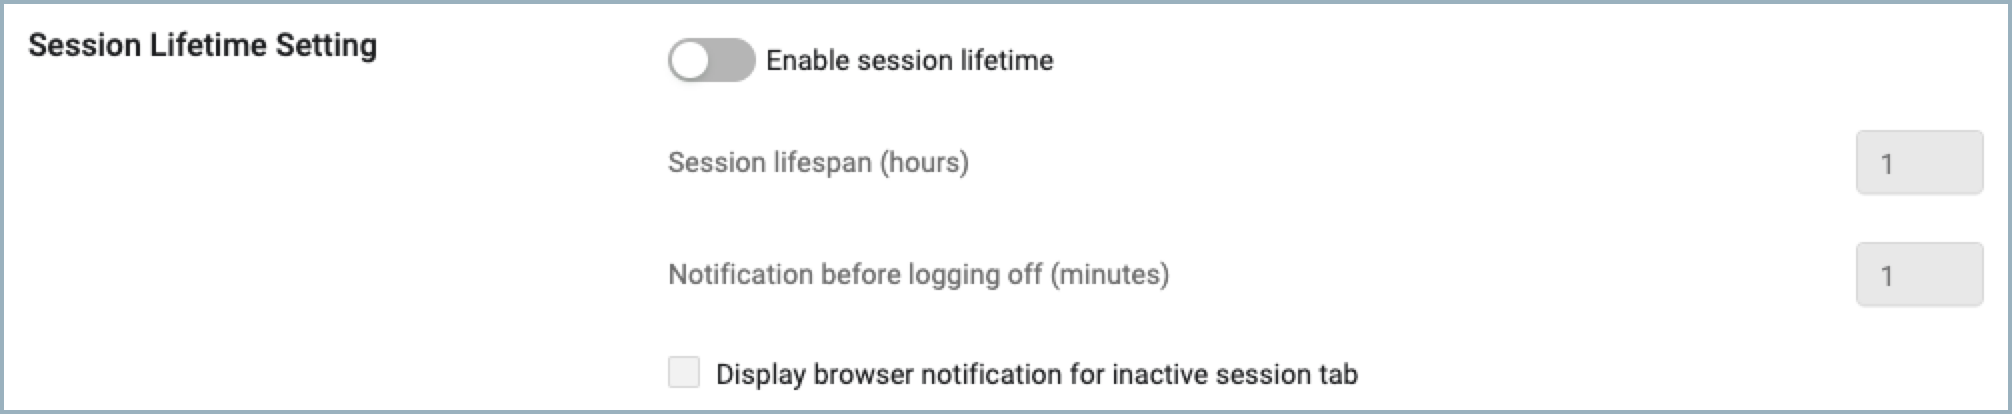 Session Lifetime Setting
Enable session lifetime
Session lifespan (hours)
1
Notification before logging off (minutes)
1
Display browser notification for inactive session tab